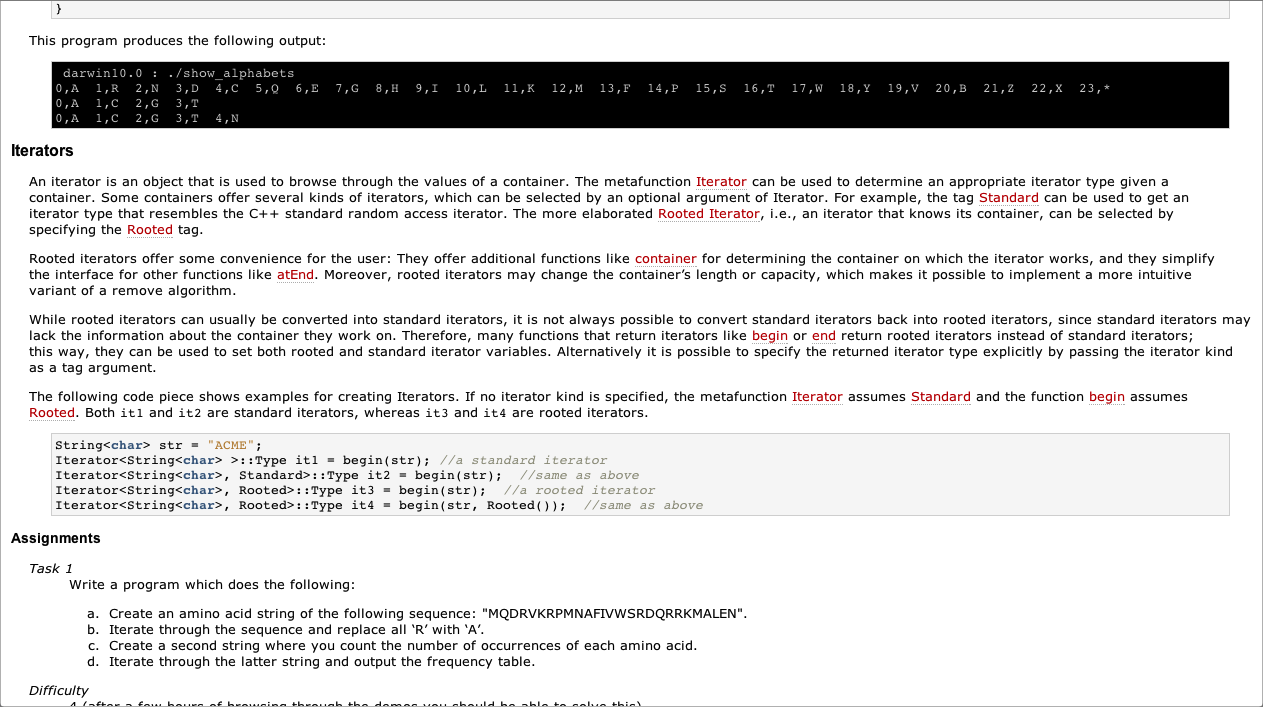 }
This program produces the following output:
darwin10.0 : ./show_alphabets
0,A  1,R  2,N  3,D  4,C  5,Q  6,E  7,G  8,H  9,I  10,L  11,K  12,M  13,F  14,P  15,S  16,T  17,W  18,Y  19,V  20,B  21,Z  22,X  23,*
0,A  1,C  2,G  3,T
0,A  1,C  2,G  3,T  4,N
Iterators
An iterator is an object that is used to browse through the values of a container. The metafunction Iterator can be used to determine an appropriate iterator type given a
container. Some containers offer several kinds of iterators, which can be selected by an optional argument of Iterator. For example, the tag Standard can be used to get an
iterator type that resembles the C++ standard random access iterator. The more elaborated Rooted Iterator, i.e., an iterator that knows its container, can be selected by
specifying the Rooted tag.
Rooted iterators offer some convenience for the user: They offer additional functions like container for determining the container on which the iterator works, and they simplify
the interface for other functions like atEnd. Moreover, rooted iterators may change the container’s length or capacity, which makes it possible to implement a more intuitive
variant of a remove algorithm.
While rooted iterators can usually be converted into standard iterators, it is not always possible to convert standard iterators back into rooted iterators, since standard iterators may
lack the information about the container they work on. Therefore, many functions that return iterators like begin or end return rooted iterators instead of standard iterators;
this way, they can be used to set both rooted and standard iterator variables. Alternatively it is possible to specify the returned iterator type explicitly by passing the iterator kind
as a tag argument.
The following code piece shows examples for creating Iterators. If no iterator kind is specified, the metafunction Iterator assumes Standard and the function begin assumes
Rooted. Both it1 and it2 are standard iterators, whereas it3 and it4 are rooted iterators.
String<char> str = "ACME";
Iterator<String<char> >::Type it1 = begin(str); //a standard iterator
Iterator<String<char>, Standard>::Type it2 = begin(str);  //same as above
Iterator<String<char>, Rooted>::Type it3 = begin(str);  //a rooted iterator
Iterator<String<char>, Rooted>::Type it4 = begin(str, Rooted());  //same as above
Assignments
Task 1
Write a program which does the following:
a. Create an amino acid string of the following sequence: "MQDRVKRPMNAFIVWSRDQRRKMALEN".
b. Iterate through the sequence and replace all ‘R’ with ‘A’.
c. Create a second string where you count the number of occurrences of each amino acid.
d. Iterate through the latter string and output the frequency table.
Difficulty
4 (after a few hours of browsing through the demos you should be able to solve this)